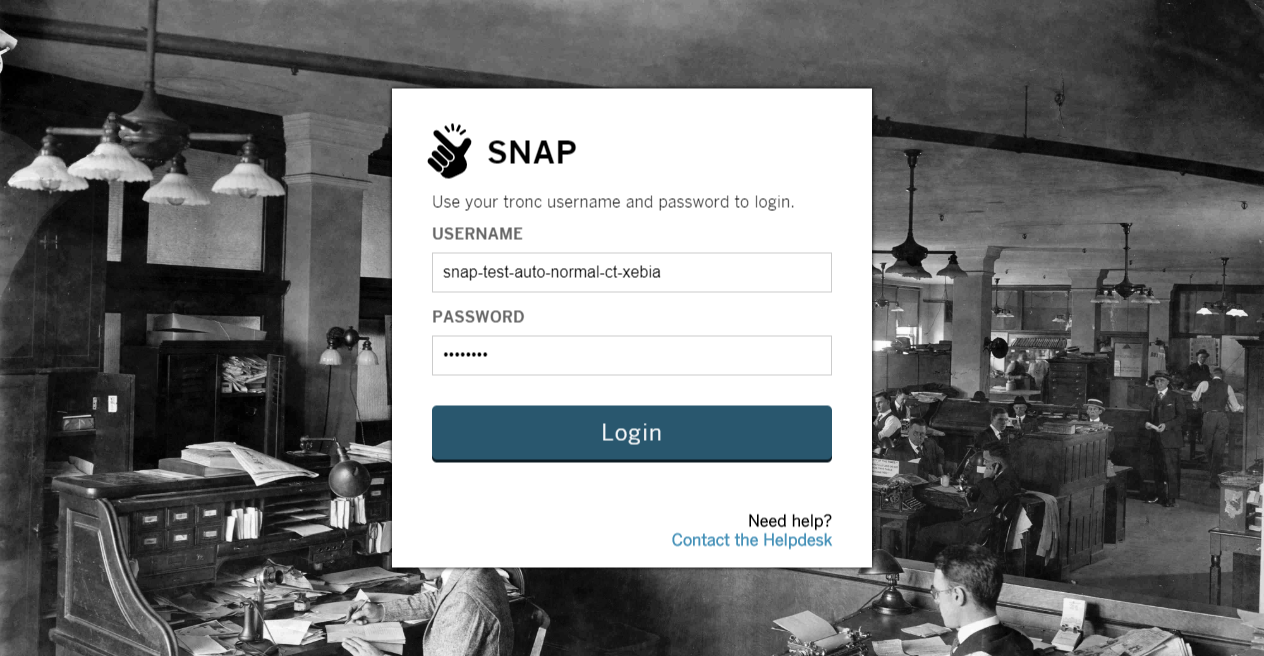 SNAP
Use your tronc username and password to login.
USERNAME
snap-test-auto-normal-ct-xebia
PASSWORD
••••••••
Login
Need help?
Contact the Helpdesk